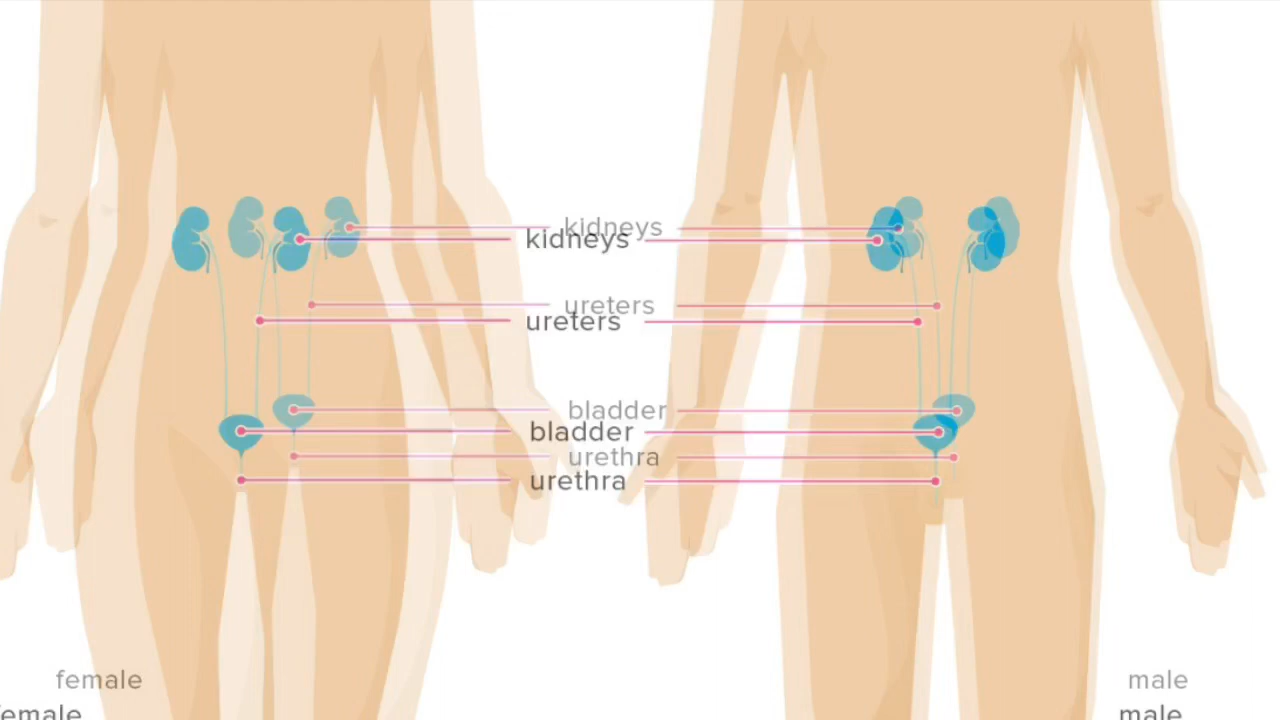 kidneys
kidneys
ureters
ureters
bladder
bladder
urethra
urethra
female
male
female
male